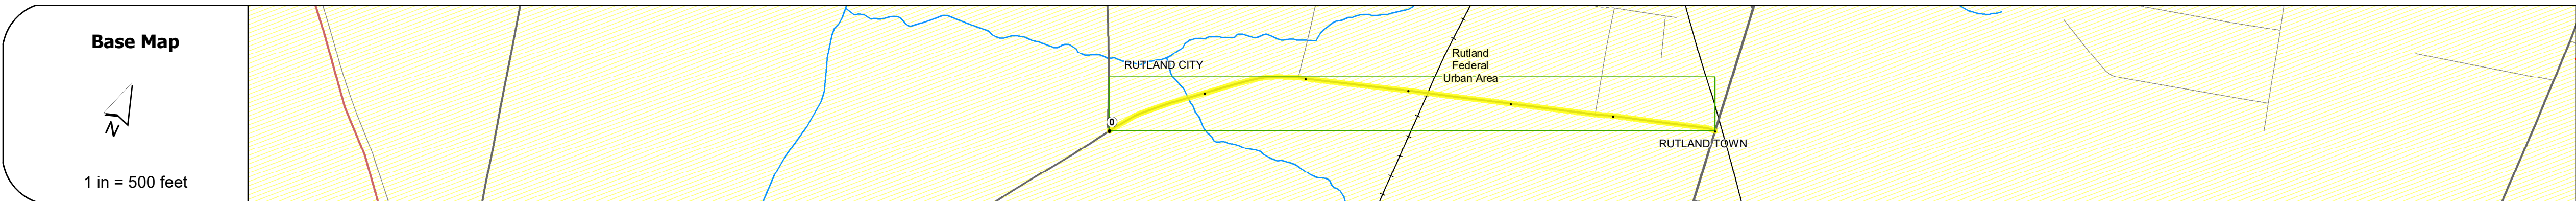 Base Map
N
1 in = 500 feet
RUTLAND CITY
0
Rutland
Federal
Urban Area
RUTLAND TOWN